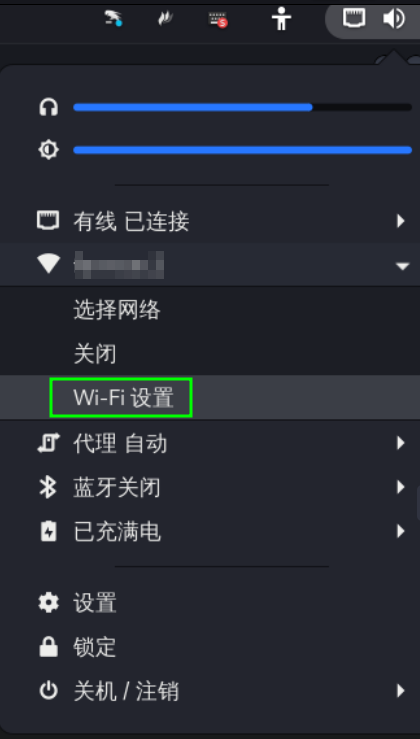 有线 已连接
选择网络
关闭
Wi-Fi 设置
代理 自动
蓝牙关闭
已充满电
设置
锁定
关机 / 注销